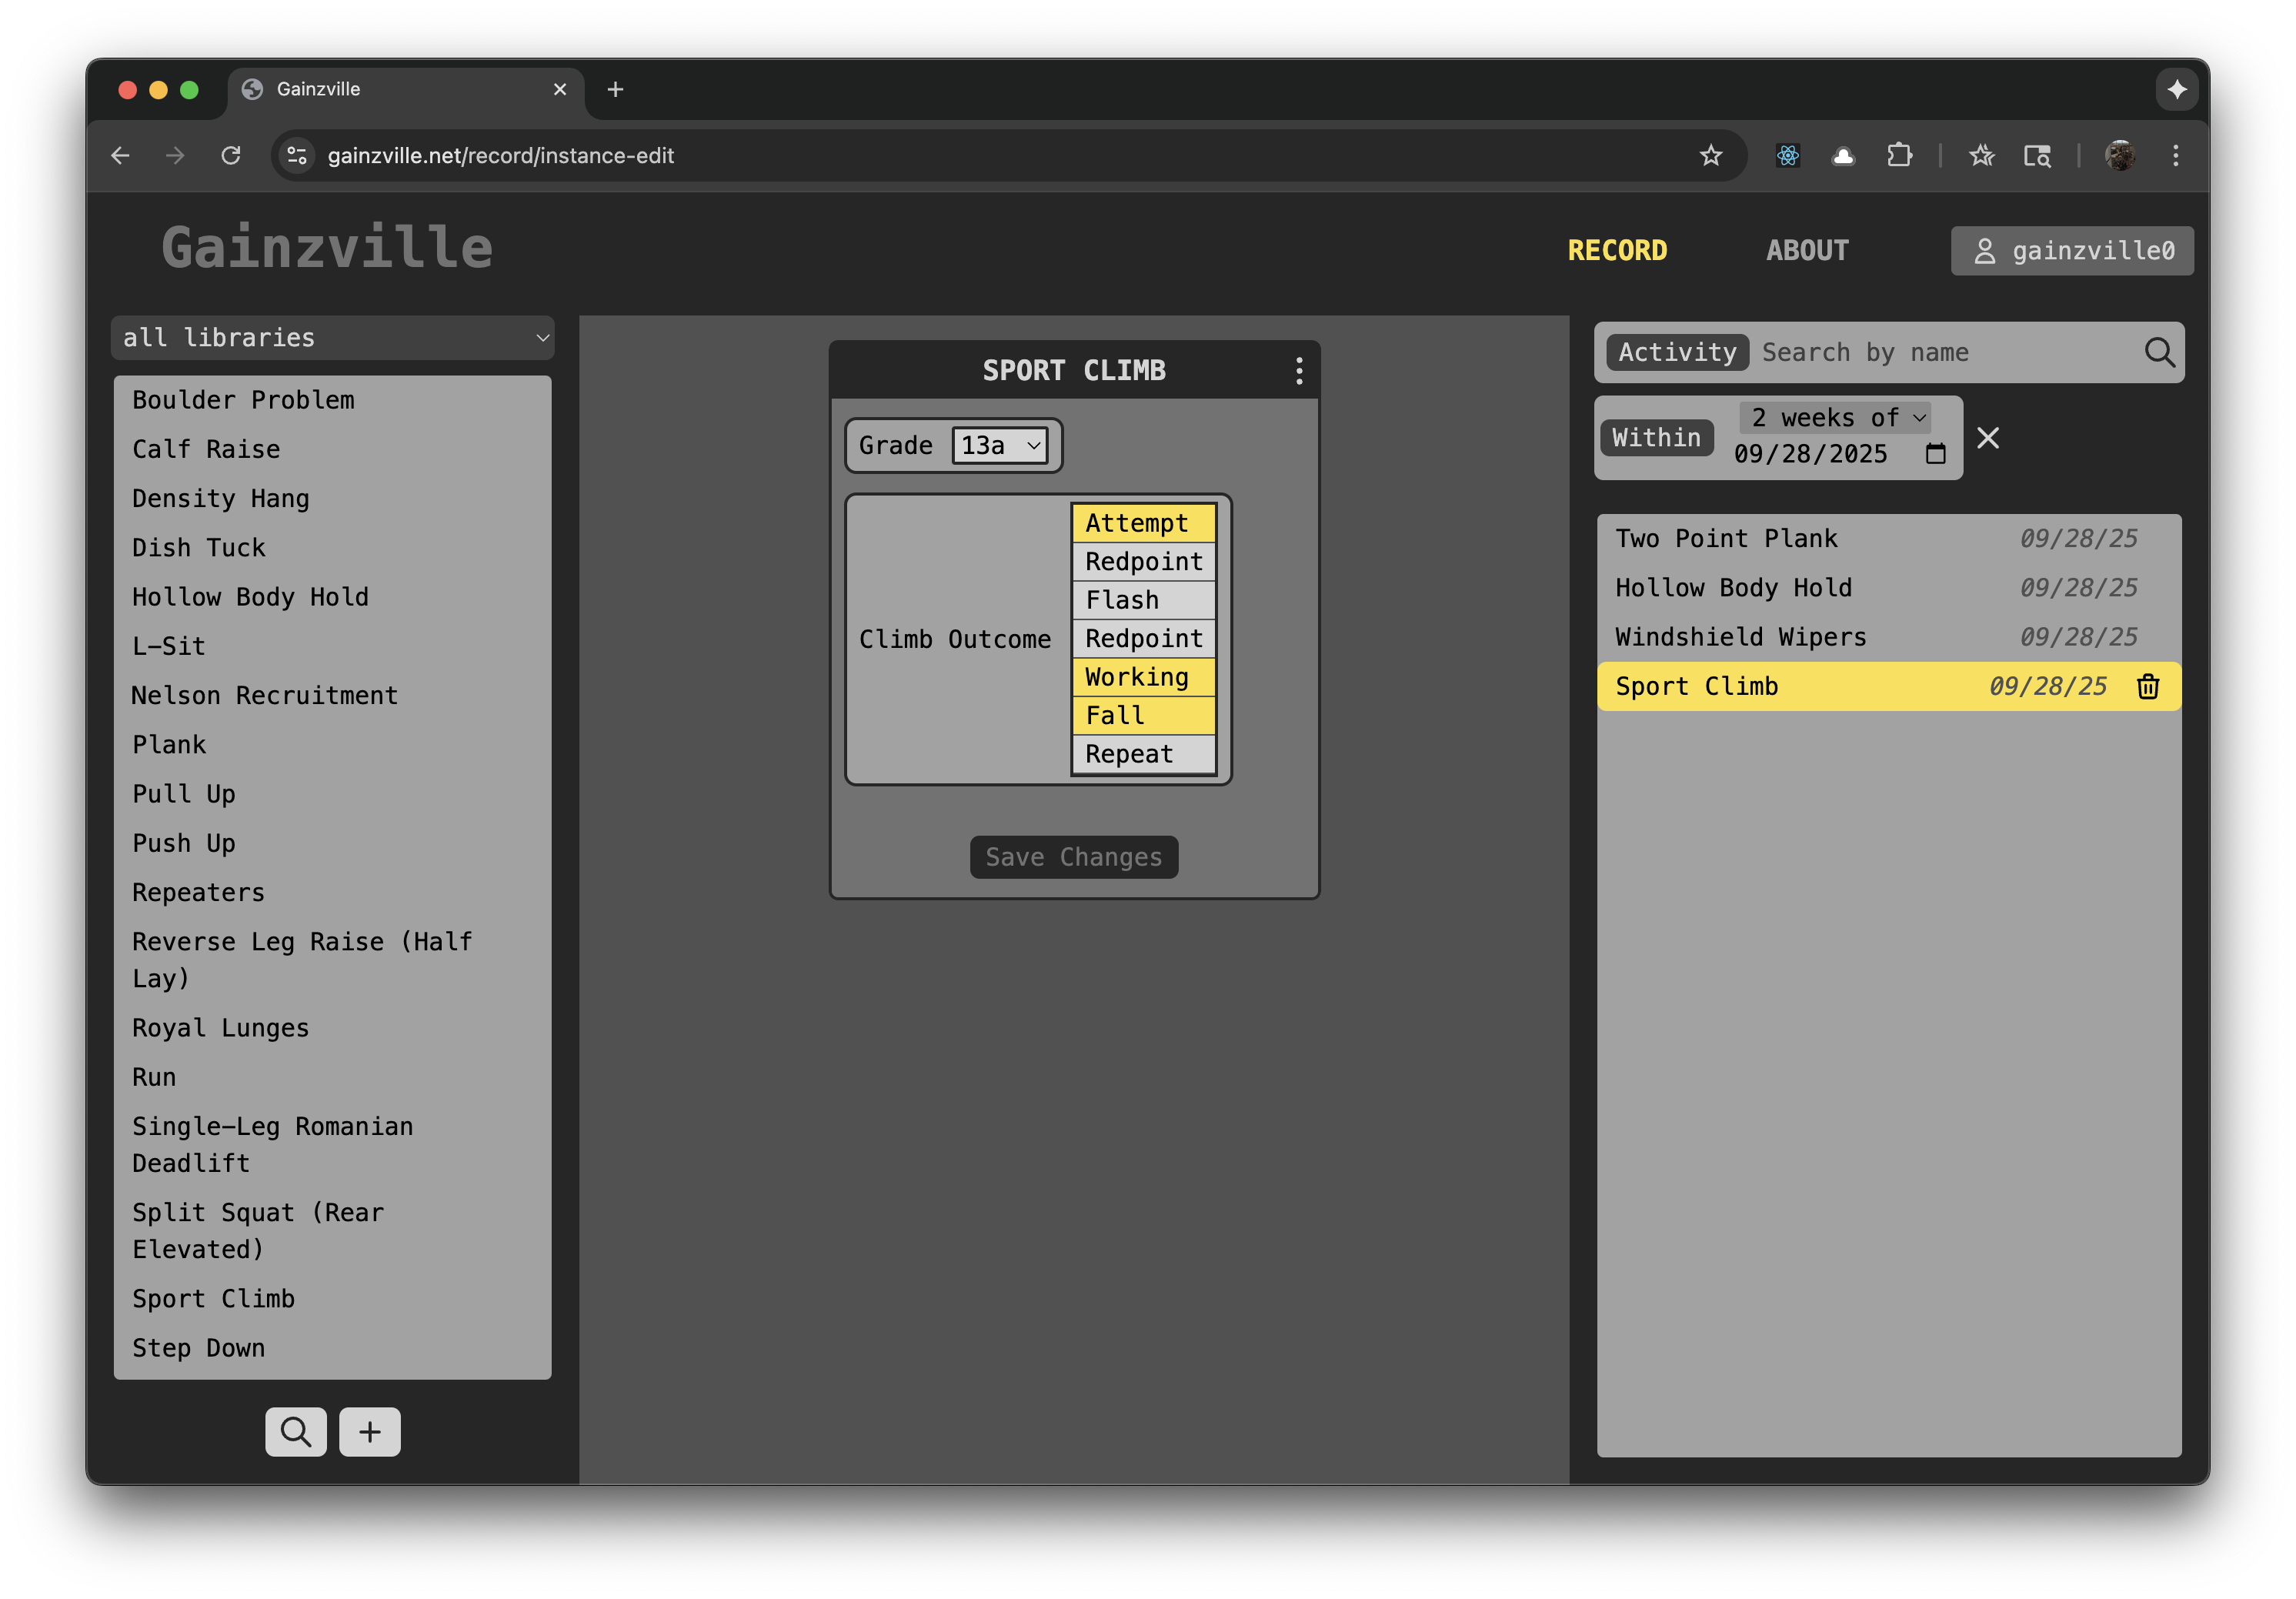 Gainzville
gainzville.net/record/instance-edit
Gainzville
RECORD
ABOUT
gainzville0
all libraries
Boulder Problem
Calf Raise
Density Hang
Dish Tuck
Hollow Body Hold
L-Sit
Nelson Recruitment
Plank
Pull Up
Push Up
Repeaters
Reverse Leg Raise (Half
Lay)
Royal Lunges
Run
Single-Leg Romanian
Deadlift
Split Squat (Rear
Elevated)
Sport Climb
Step Down
SPORT CLIMB
Grade 13a
Climb Outcome
Attempt
Redpoint
Flash
Redpoint
Working
Fall
Repeat
Save Changes
Activity Search by name
Within 2 weeks of
09/28/2025
Two Point Plank 09/28/25
Hollow Body Hold 09/28/25
Windshield Wipers 09/28/25
Sport Climb 09/28/25